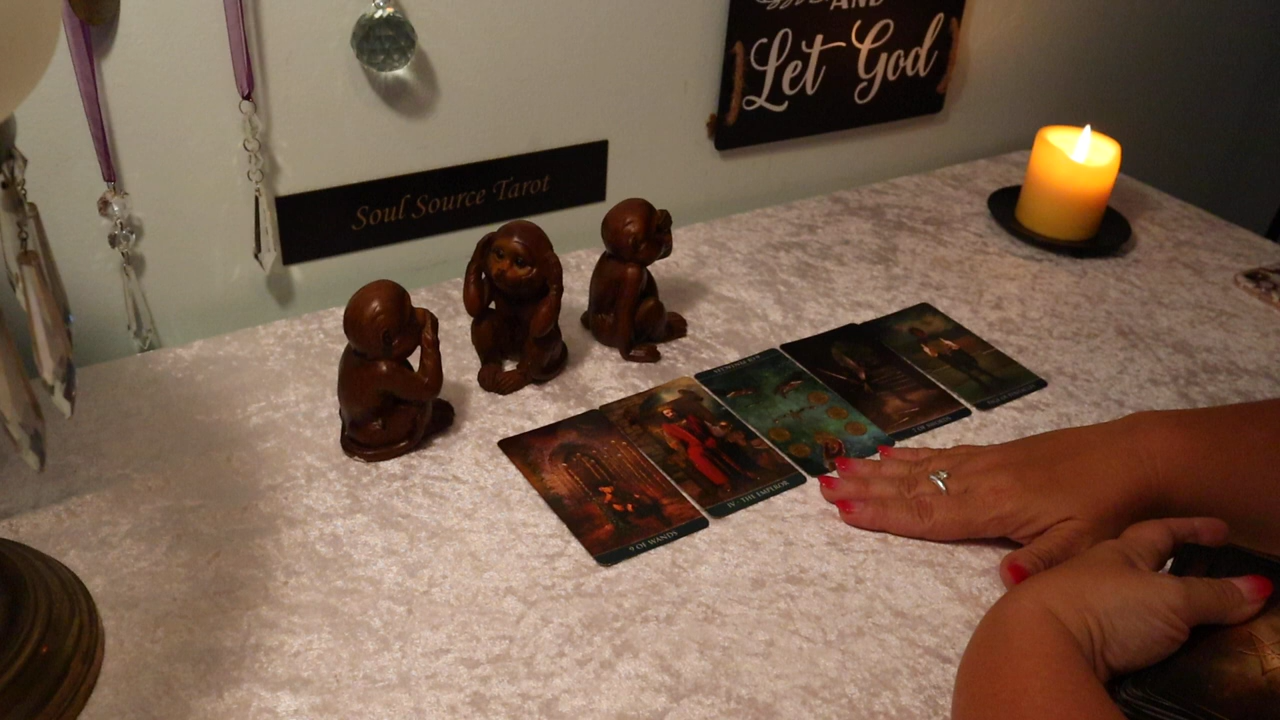 AND
Let God
Soul Source Tarot
IV · THE EMPEROR
9 OF WANDS